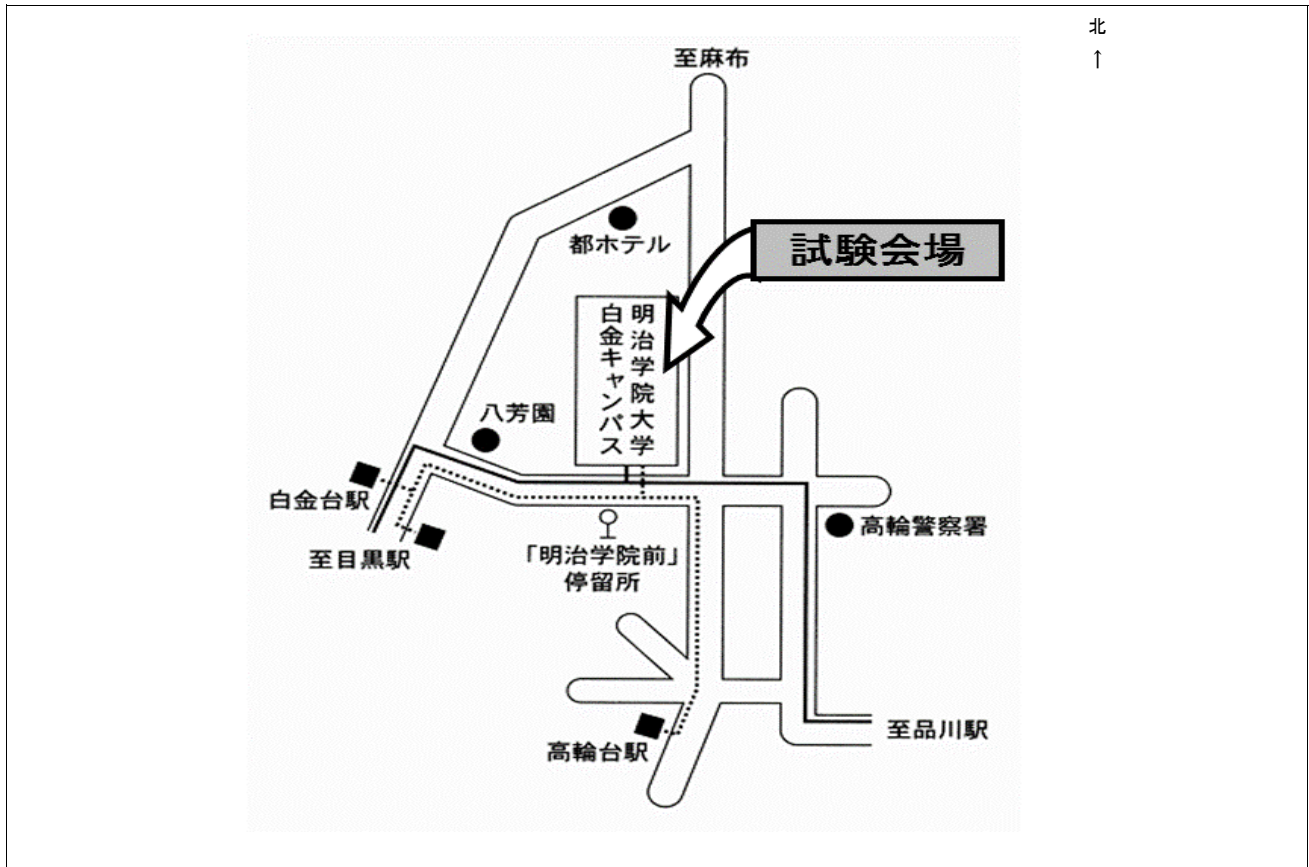 北
↑
至麻布
都ホテル
試験会場
明治学院大学
白金キャンパス
八芳園
白金台駅
至目黒駅
「明治学院前」
停留所
高輪警察署
高輪台駅
至品川駅